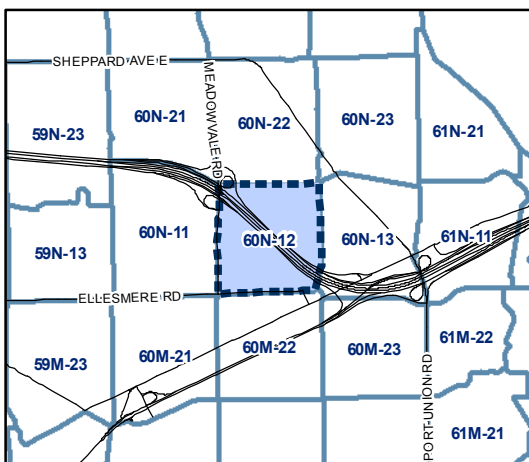 SHEPPARD AVE E
MEADOWVALE RD
60N-21
60N-22
60N-23
59N-23
61N-21
59N-13
60N-11
60N-12
60N-13
61N-11
ELLESMERE RD
59M-23
60M-21
60M-22
60M-23
61M-22
PORT UNION RD
61M-21